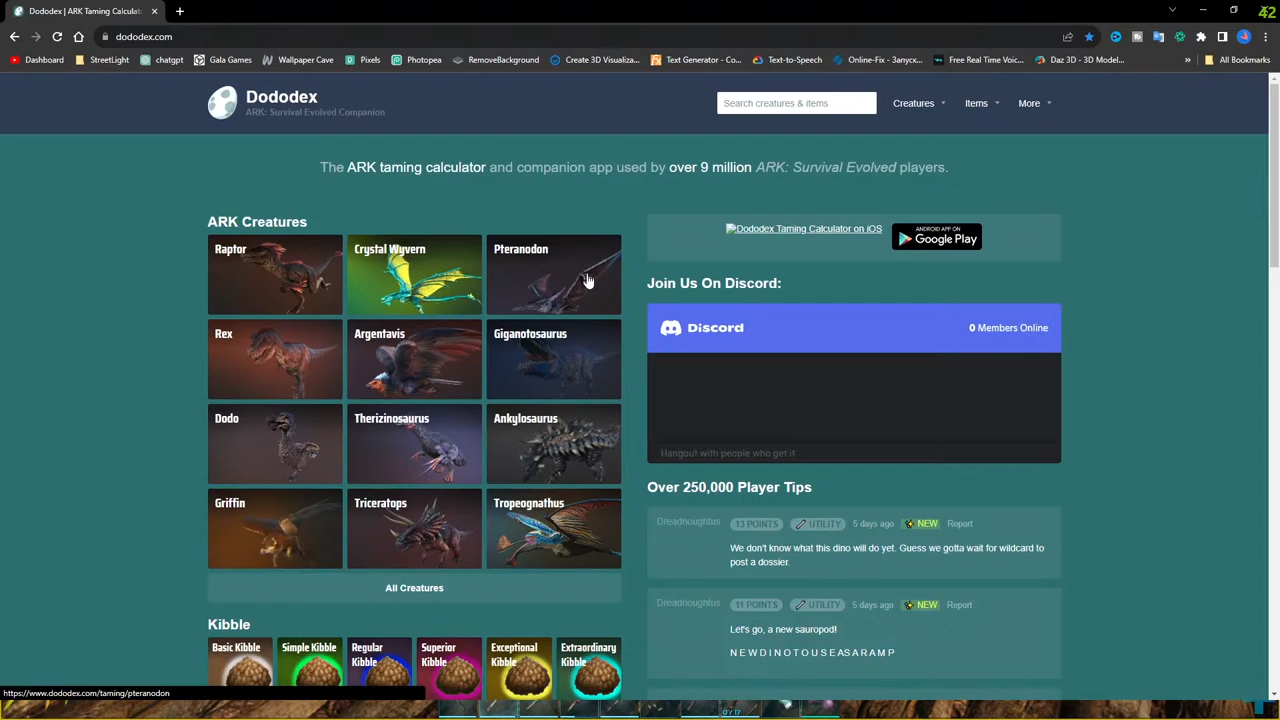 Dododex | ARK Taming Calculat
42
dododex.com
Dashboard
StreetLight
chatgpt
Gala Games
Wallpaper Cave
Pixels
Photopea
RemoveBackground
Create 3D Visualiza...
Text Generator - Co...
Text-to-Speech
Online-Fix - Запуск...
Free Real Time Voic...
Daz 3D - 3D Model...
»
All Bookmarks
Dododex
ARK: Survival Evolved Companion
Search creatures & items
Creatures
Items
More
The ARK taming calculator and companion app used by over 9 million ARK: Survival Evolved players.
ARK Creatures
Raptor
Crystal Wyvern
Pteranodon
Rex
Argentavis
Giganotosaurus
Dodo
Therizinosaurus
Ankylosaurus
Griffin
Triceratops
Tropeognathus
All Creatures
Kibble
Basic Kibble
Simple Kibble
Regular Kibble
Superior Kibble
Exceptional Kibble
Extraordinary Kibble
Dododex Taming Calculator on iOS
ANDROID APP ON
Google Play
Join Us On Discord:
Discord
0 Members Online
Hangout with people who get it
Over 250,000 Player Tips
Dreadnoughtus
13 POINTS
UTILITY
5 days ago
NEW
Report
We don't know what this dino will do yet. Guess we gotta wait for wildcard to
post a dossier.
Dreadnoughtus
11 POINTS
UTILITY
5 days ago
NEW
Report
Let's go, a new sauropod!
N E W D I N O T O U S E A S A R A M P
https://www.dododex.com/taming/pteranodon
0 / 17